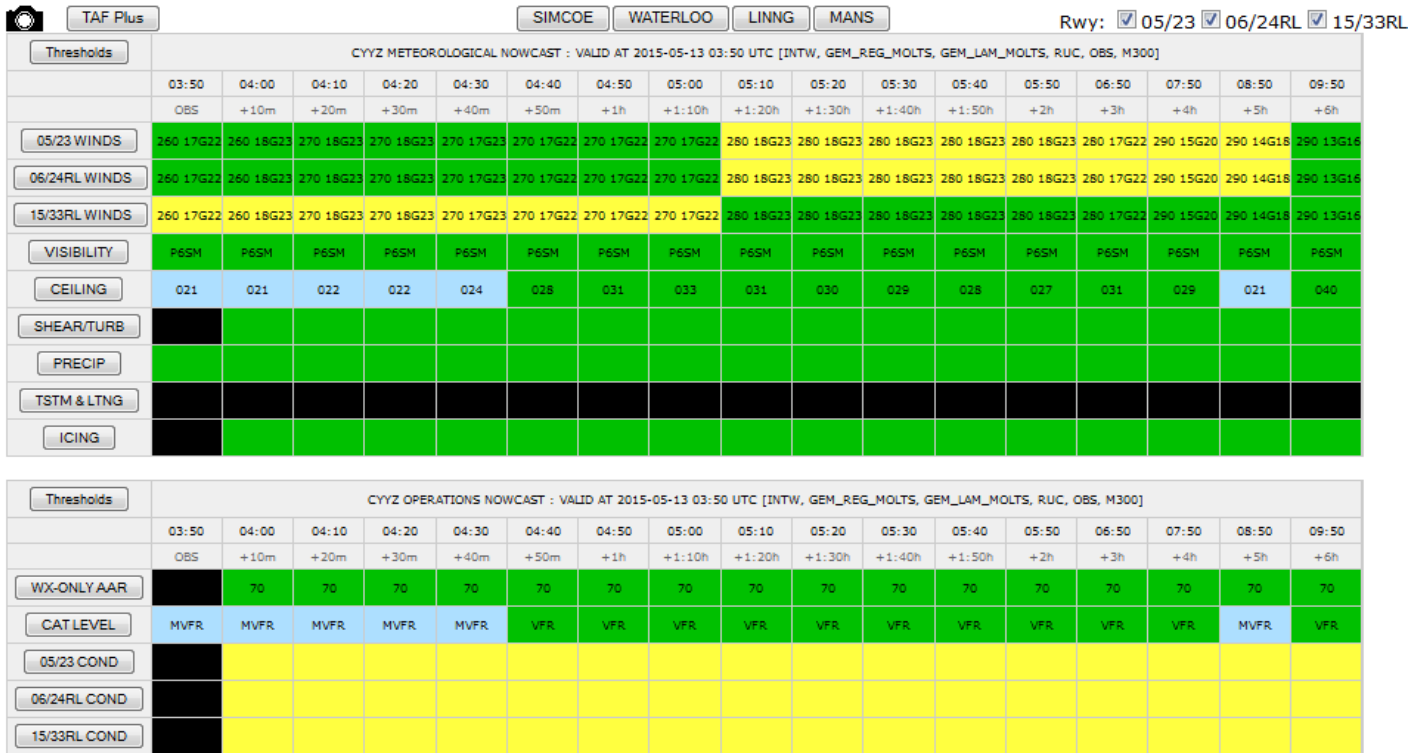 TAF Plus SIMCOE WATERLOO LINNG MANS Rwy: 05/23 06/24RL 15/33RL
Thresholds CYYZ METEOROLOGICAL NOWCAST : VALID AT 2015-05-13 03:50 UTC [INTW, GEM_REG_MOLTS, GEM_LAM_MOLTS, RUC, OBS, M300]
03:50 04:00 04:10 04:20 04:30 04:40 04:50 05:00 05:10 05:20 05:30 05:40 05:50 06:50 07:50 08:50 09:50
OBS +10m +20m +30m +40m +50m +1h +1:10h +1:20h +1:30h +1:40h +1:50h +2h +3h +4h +5h +6h
05/23 WINDS 260 17G22 260 18G23 270 18G23 270 18G23 270 17G23 270 17G22 270 17G22 270 17G22 280 18G23 280 18G23 280 18G23 280 18G23 280 18G23 280 17G22 290 15G20 290 14G18 290 13G16
06/24RL WINDS 260 17G22 260 18G23 270 18G23 270 18G23 270 17G23 270 17G22 270 17G22 270 17G22 280 18G23 280 18G23 280 18G23 280 18G23 280 18G23 280 17G22 290 15G20 290 14G18 290 13G16
15/33RL WINDS 260 17G22 260 18G23 270 18G23 270 18G23 270 17G23 270 17G22 270 17G22 270 17G22 280 18G23 280 18G23 280 18G23 280 18G23 280 18G23 280 17G22 290 15G20 290 14G18 290 13G16
VISIBILITY P6SM P6SM P6SM P6SM P6SM P6SM P6SM P6SM P6SM P6SM P6SM P6SM P6SM P6SM P6SM P6SM P6SM
CEILING 021 021 022 022 024 028 031 033 031 030 029 028 027 031 029 021 040
SHEAR/TURB
PRECIP
TSTM & LTNG
ICING
Thresholds CYYZ OPERATIONS NOWCAST : VALID AT 2015-05-13 03:50 UTC [INTW, GEM_REG_MOLTS, GEM_LAM_MOLTS, RUC, OBS, M300]
03:50 04:00 04:10 04:20 04:30 04:40 04:50 05:00 05:10 05:20 05:30 05:40 05:50 06:50 07:50 08:50 09:50
OBS +10m +20m +30m +40m +50m +1h +1:10h +1:20h +1:30h +1:40h +1:50h +2h +3h +4h +5h +6h
WX-ONLY AAR 70 70 70 70 70 70 70 70 70 70 70 70 70 70 70 70
CAT LEVEL MVFR MVFR MVFR MVFR MVFR VFR VFR VFR VFR VFR VFR VFR VFR VFR VFR MVFR VFR
05/23 COND
06/24RL COND
15/33RL COND